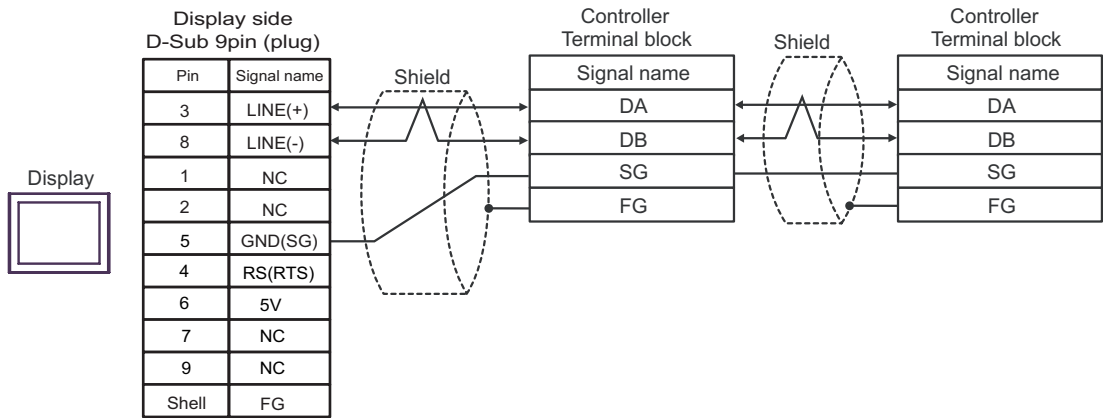 Display side
D-Sub 9pin (plug)
Controller
Terminal block
Controller
Terminal block
Shield
Shield
Display
Pin Signal name
3 LINE(+)
8 LINE(-)
1 NC
2 NC
5 GND(SG)
4 RS(RTS)
6 5V
7 NC
9 NC
Shell FG
Signal name
DA
DB
SG
FG
Signal name
DA
DB
SG
FG